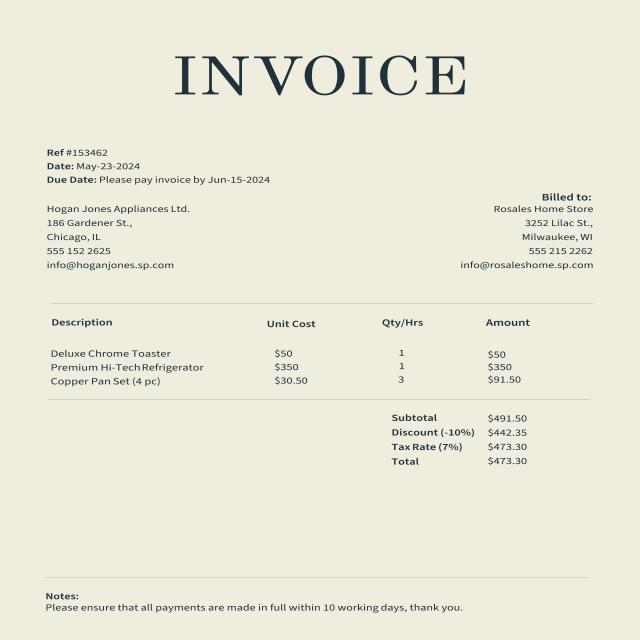 INVOICE
Ref #153462
Date: May-23-2024
Due Date: Please pay invoice by Jun-15-2024
Hogan Jones Appliances Ltd.
186 Gardener St.,
Chicago, IL
555 152 2625
info@hoganjones.sp.com
Billed to:
Rosales Home Store
3252 Lilac St.,
Milwaukee, WI
555 215 2262
info@rosaleshome.sp.com
Description Unit Cost Qty/Hrs Amount
Deluxe Chrome Toaster $50 1 $50
Premium Hi-Tech Refrigerator $350 1 $350
Copper Pan Set (4 pc) $30.50 3 $91.50
Subtotal $491.50
Discount (-10%) $442.35
Tax Rate (7%) $473.30
Total $473.30
Notes:
Please ensure that all payments are made in full within 10 working days, thank you.